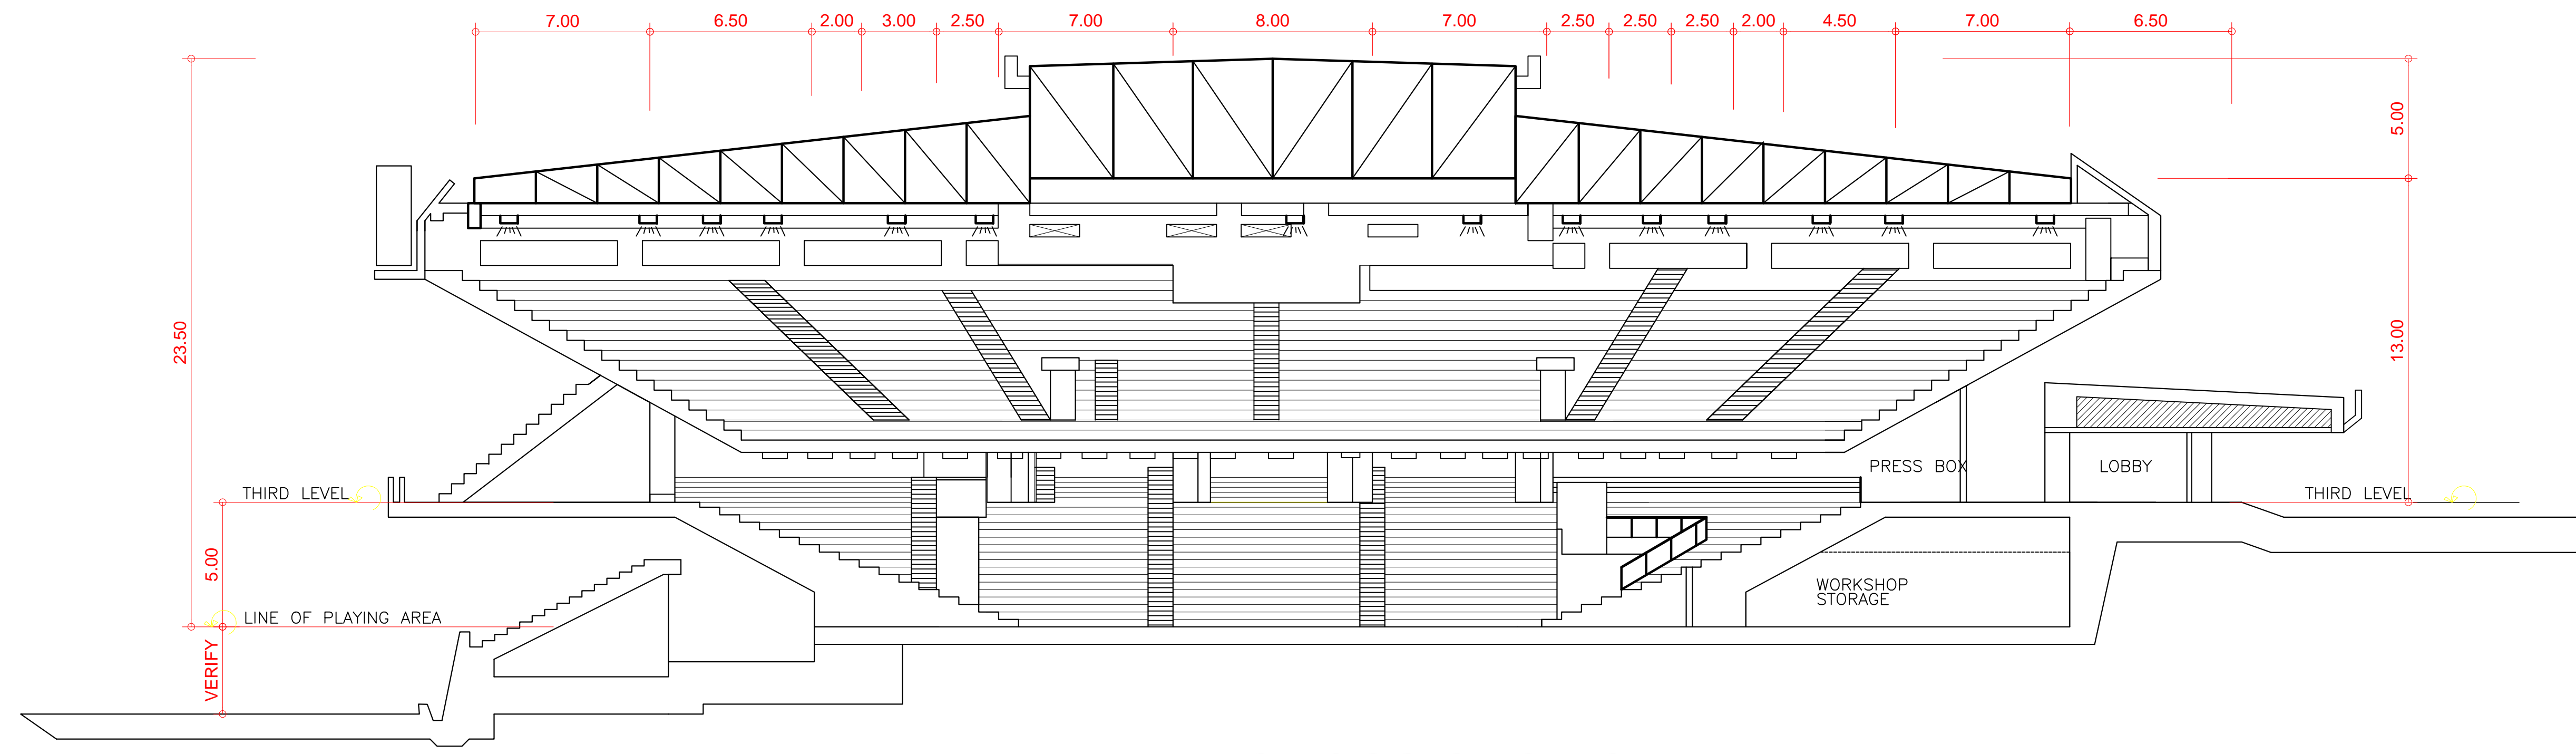 7.00 6.50 2.00 3.00 2.50 7.00 8.00 7.00 2.50 2.50 2.50 2.00 4.50 7.00 6.50
5.00
23.50
13.00
PRESS BOX
LOBBY
THIRD LEVEL
THIRD LEVEL
5.00
WORKSHOP
STORAGE
LINE OF PLAYING AREA
VERIFY